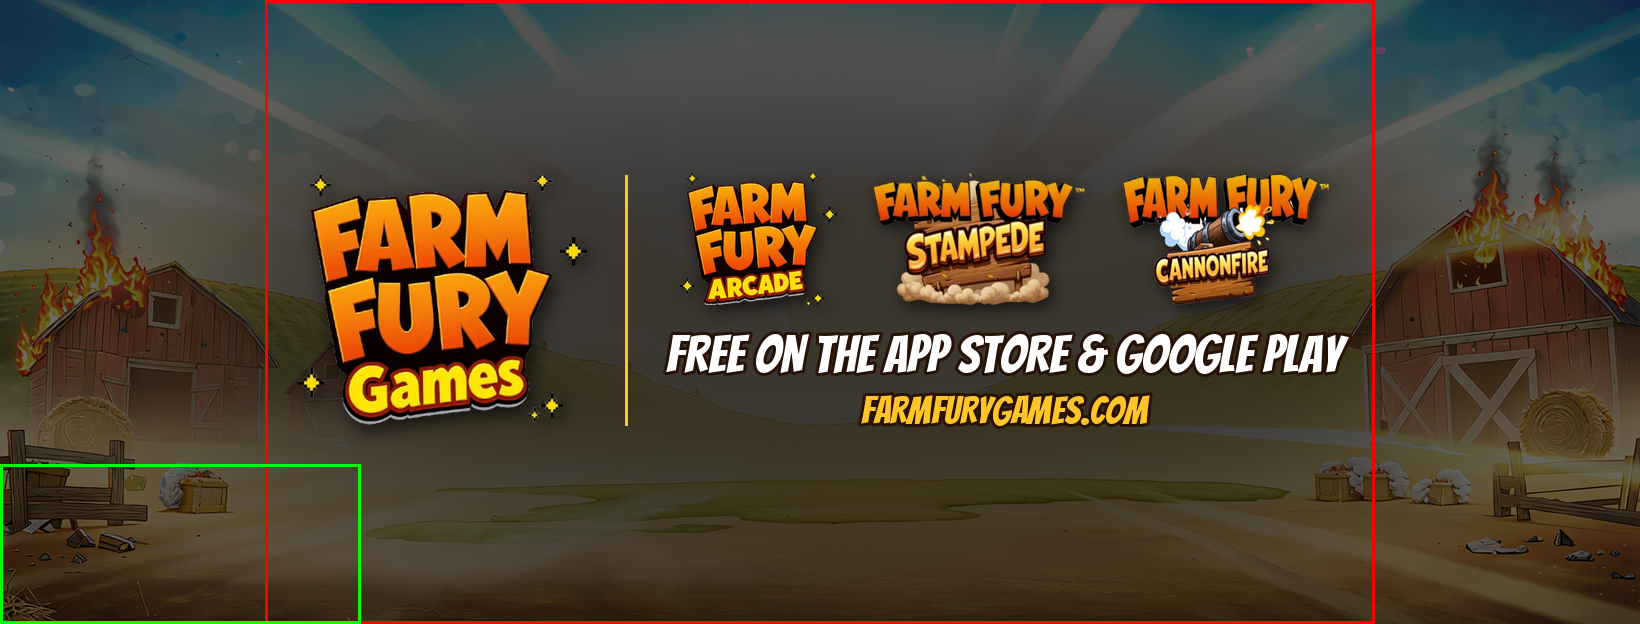 FARM
FURY
Games
FARM
FURY
ARCADE
FARM FURY™
STAMPEDE
FARM FURY™
CANNONFIRE
FREE ON THE APP STORE & GOOGLE PLAY
FARMFURYGAMES.COM